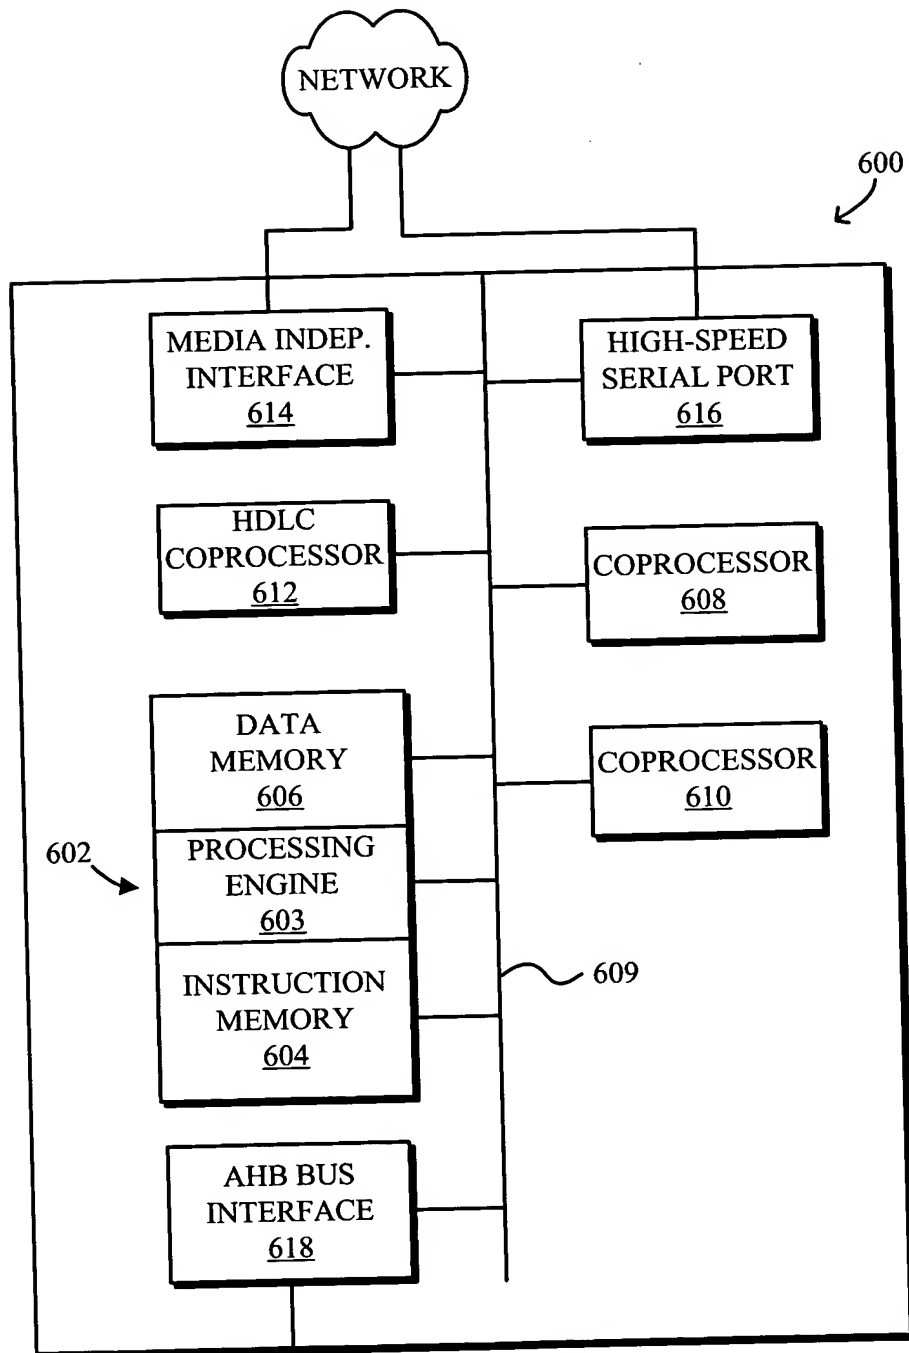 NETWORK
600
MEDIA INDEP.
INTERFACE
614
HIGH-SPEED
SERIAL PORT
616
HDLC
COPROCESSOR
612
COPROCESSOR
608
DATA
MEMORY
606
COPROCESSOR
610
602
PROCESSING
ENGINE
603
609
INSTRUCTION
MEMORY
604
AHB BUS
INTERFACE
618